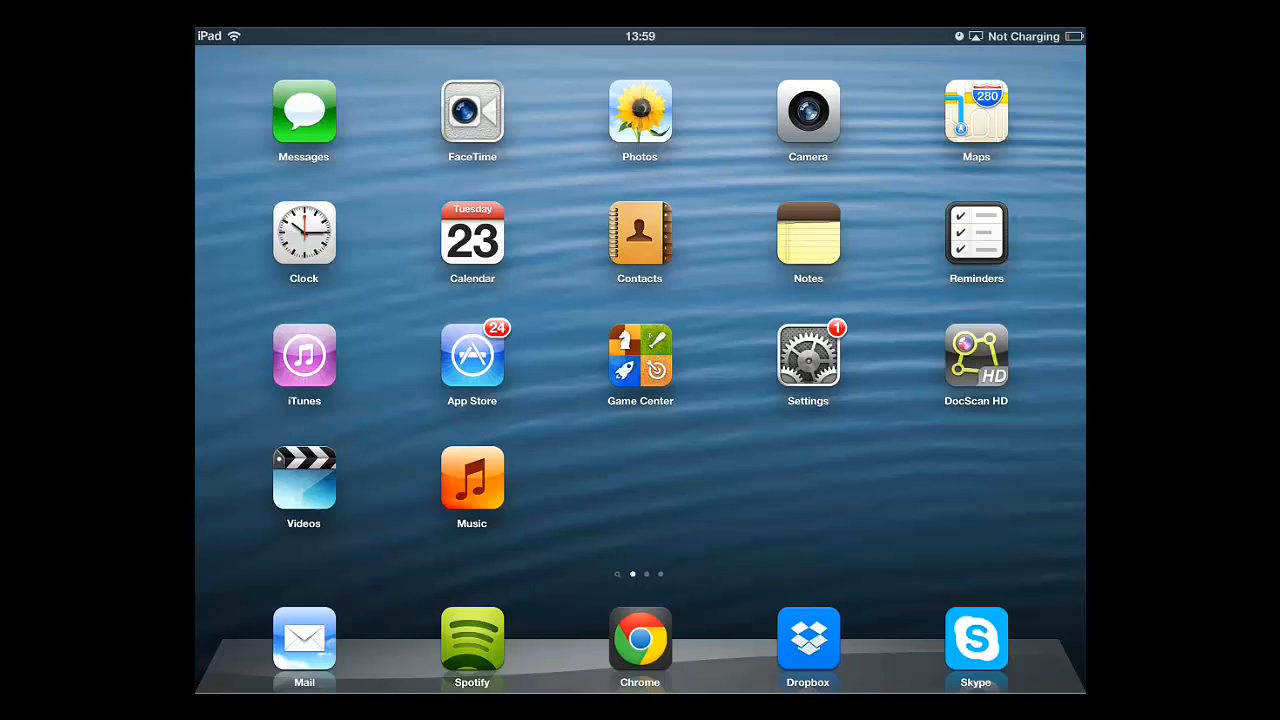 iPad 13:59 Not Charging
Messages FaceTime Photos Camera Maps
280
Tuesday
23
Clock Calendar Contacts Notes Reminders
24 1
HD
iTunes App Store Game Center Settings DocScan HD
Videos Music
S
Mail Spotify Chrome Dropbox Skype